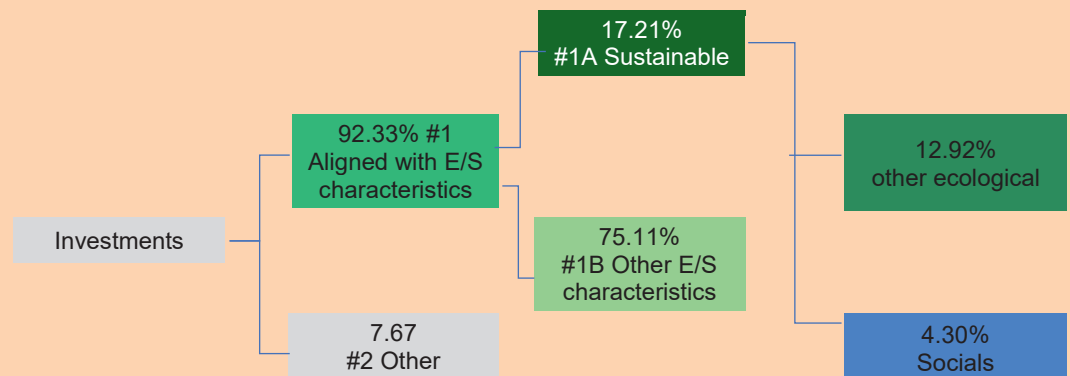 17.21%
#1A Sustainable
92.33% #1
Aligned with E/S
characteristics
12.92%
other ecological
Investments
75.11%
#1B Other E/S
characteristics
7.67
#2 Other
4.30%
Socials